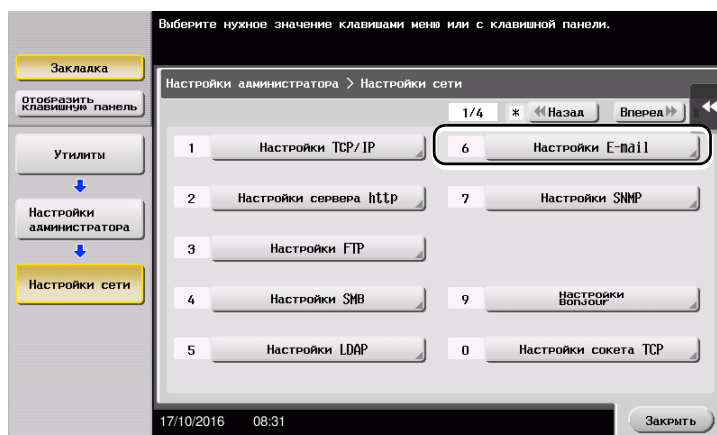 Выберите нужное значение клавишами меню или с клавишной панели.
Закладка
Отобразить
клавишную панель
Утилиты
Настройки
администратора
Настройки сети
Настройки администратора > Настройки сети
1/4 * Назад Вперед
1 Настройки TCP/IP
6 Настройки E-mail
2 Настройки сервера http
7 Настройки SNMP
3 Настройки FTP
4 Настройки SMB
9 Настройки
Bonjour
5 Настройки LDAP
0 Настройки сокета TCP
17/10/2016 08:31
Закрыть